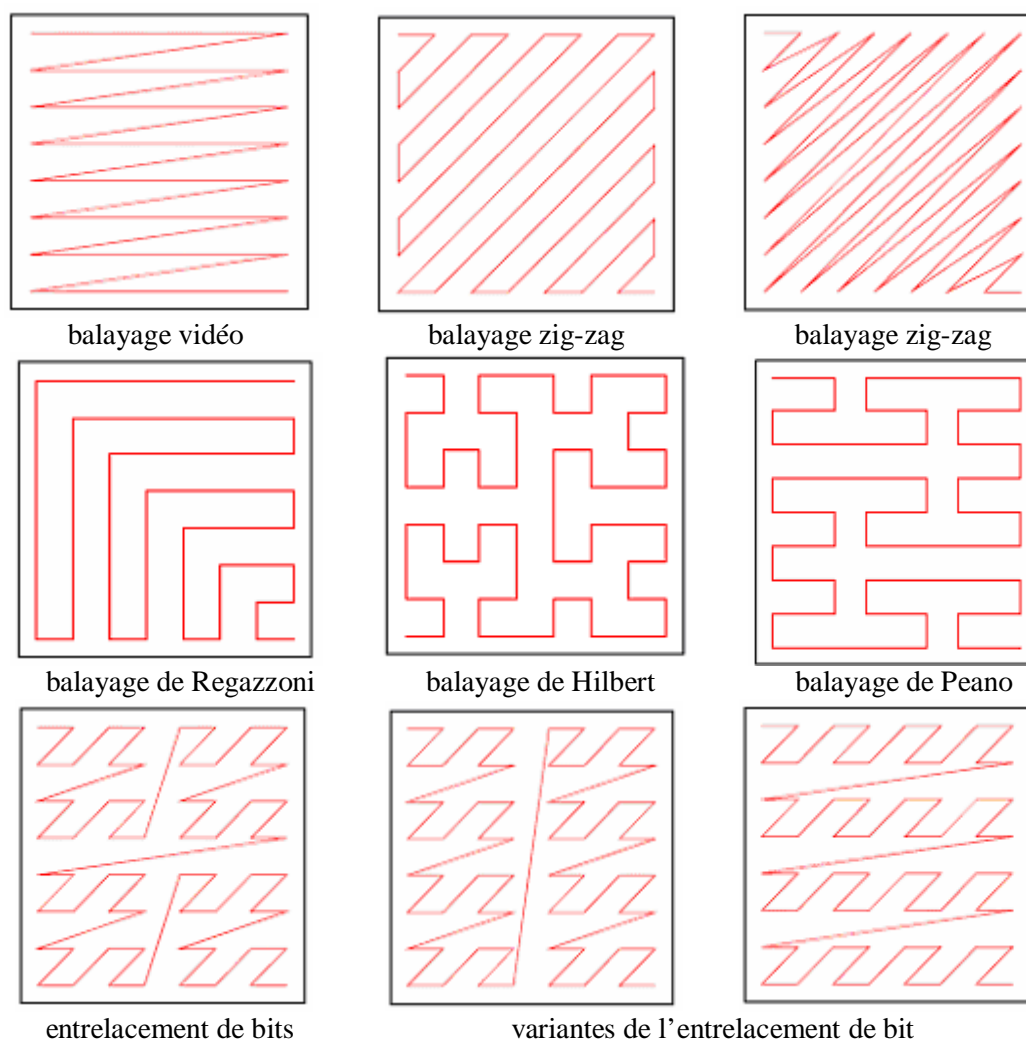 balayage vidéo balayage zig-zag balayage zig-zag
balayage de Regazzoni balayage de Hilbert balayage de Peano
entrelacement de bits variantes de l'entrelacement de bit